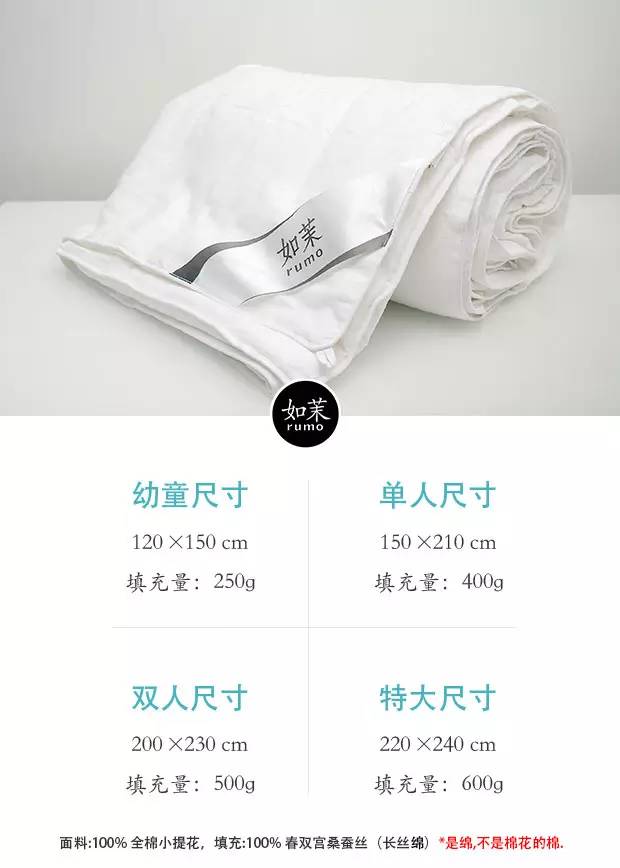 如茉
rumo
如茉
rumo
幼童尺寸
120×150 cm
填充量：250g
单人尺寸
150×210 cm
填充量：400g
双人尺寸
200×230 cm
填充量：500g
特大尺寸
220×240 cm
填充量：600g
面料:100% 全棉小提花，填充:100% 春双宫桑蚕丝（长丝绵）*是绵,不是棉花的棉.